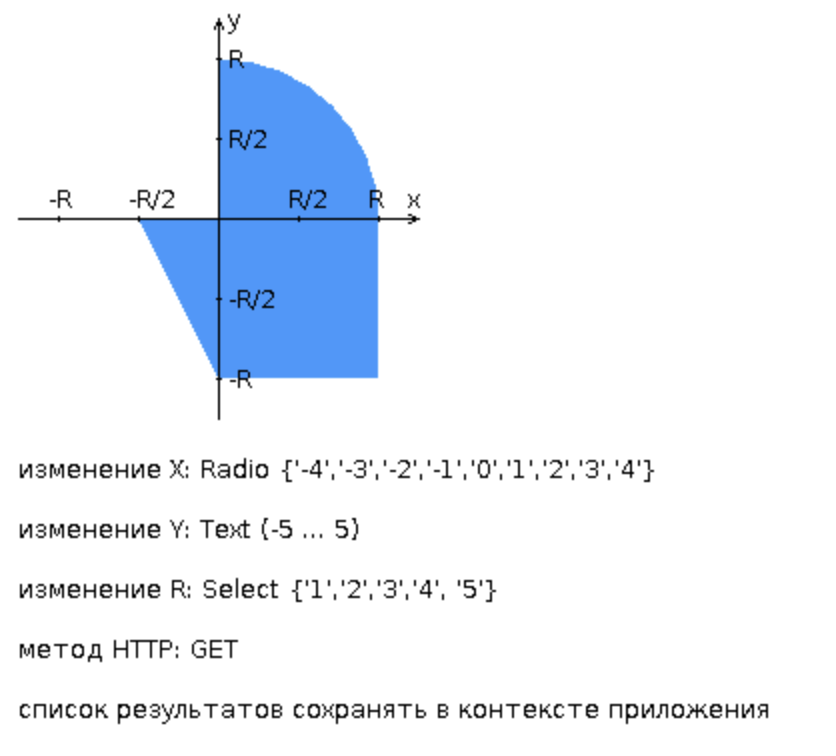 y
R
R/2
-R -R/2 R/2 R x
-R/2
-R
изменение X: Radio {'-4','-3','-2','-1','0','1','2','3','4'}
изменение Y: Text (-5 ... 5)
изменение R: Select {'1','2','3','4', '5'}
метод HTTP: GET
список результатов сохранять в контексте приложения